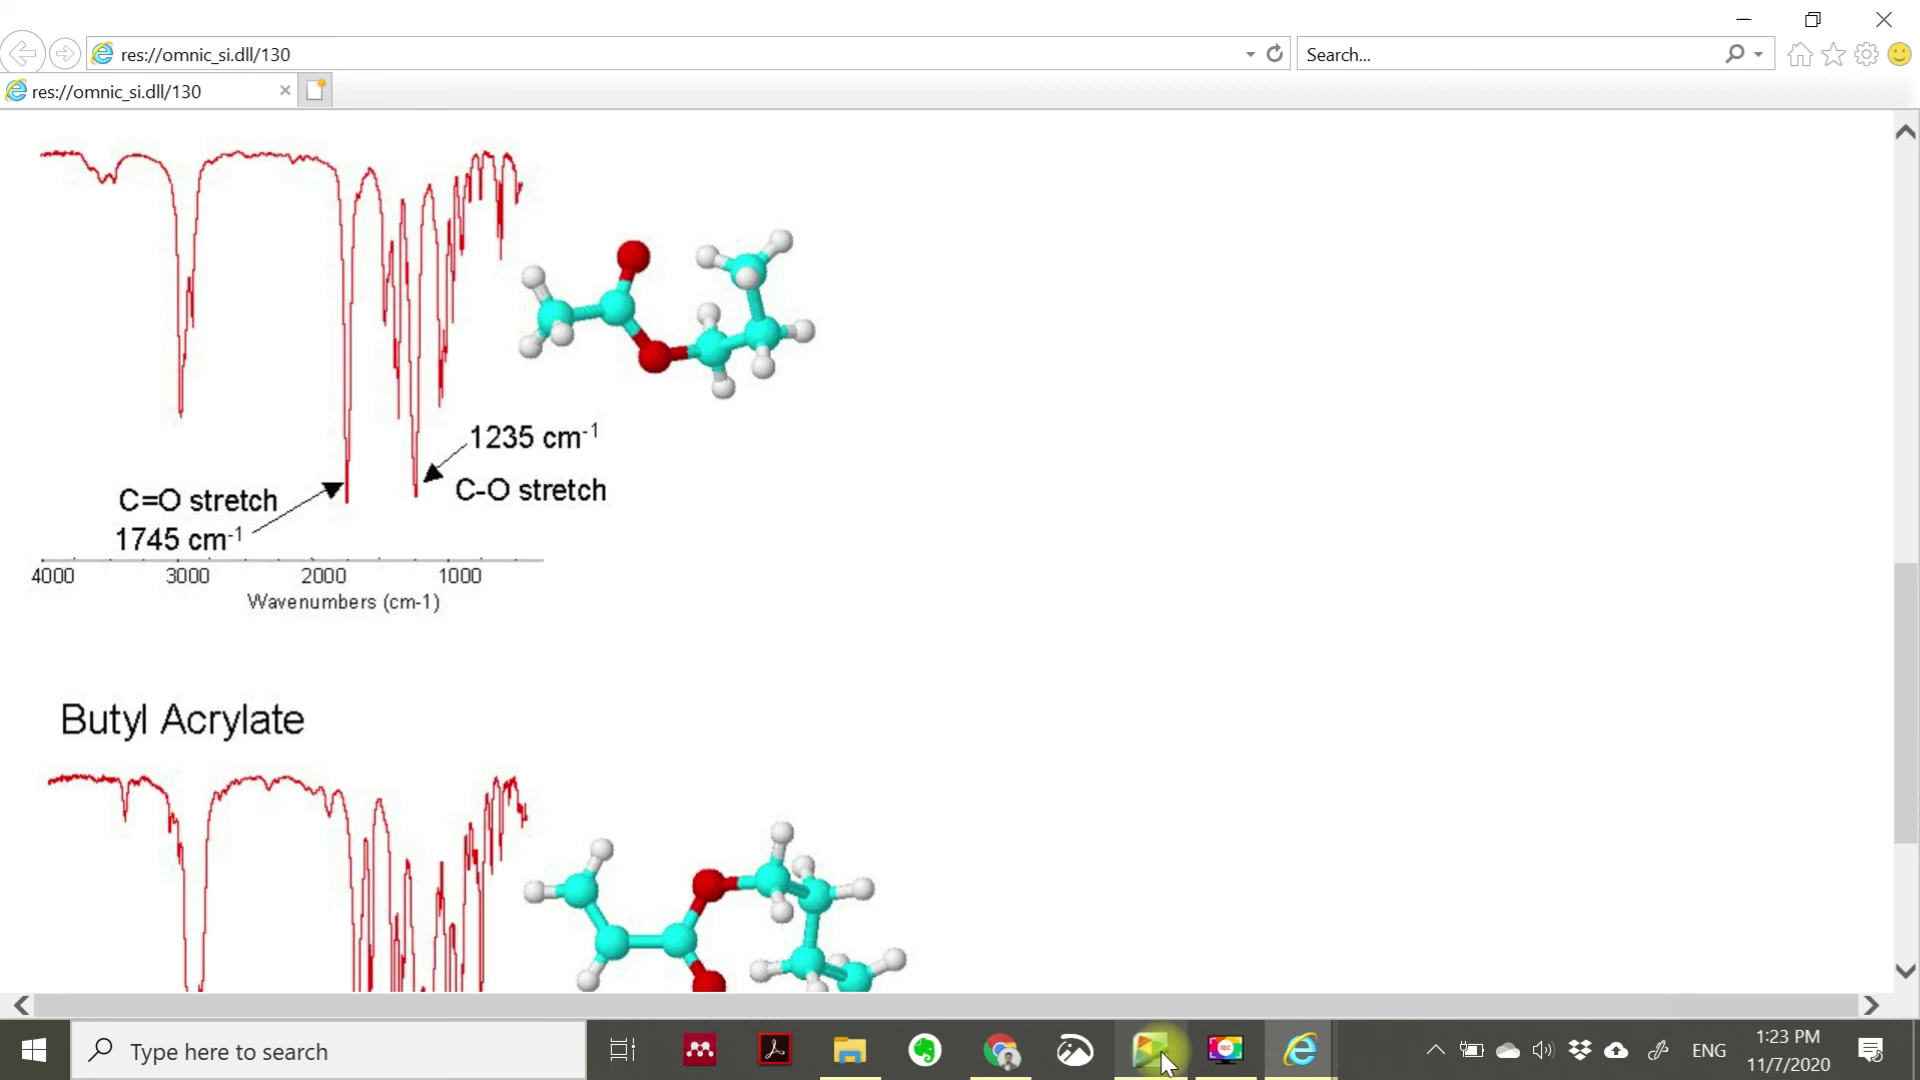 res://omnic_si.dll/130
Search...
res://omnic_si.dll/130
1235 cm-1
C-O stretch
C=O stretch
1745 cm-1
4000 3000 2000 1000
Wavenumbers (cm-1)
Butyl Acrylate
Type here to search
REC
ENG
1:23 PM
11/7/2020